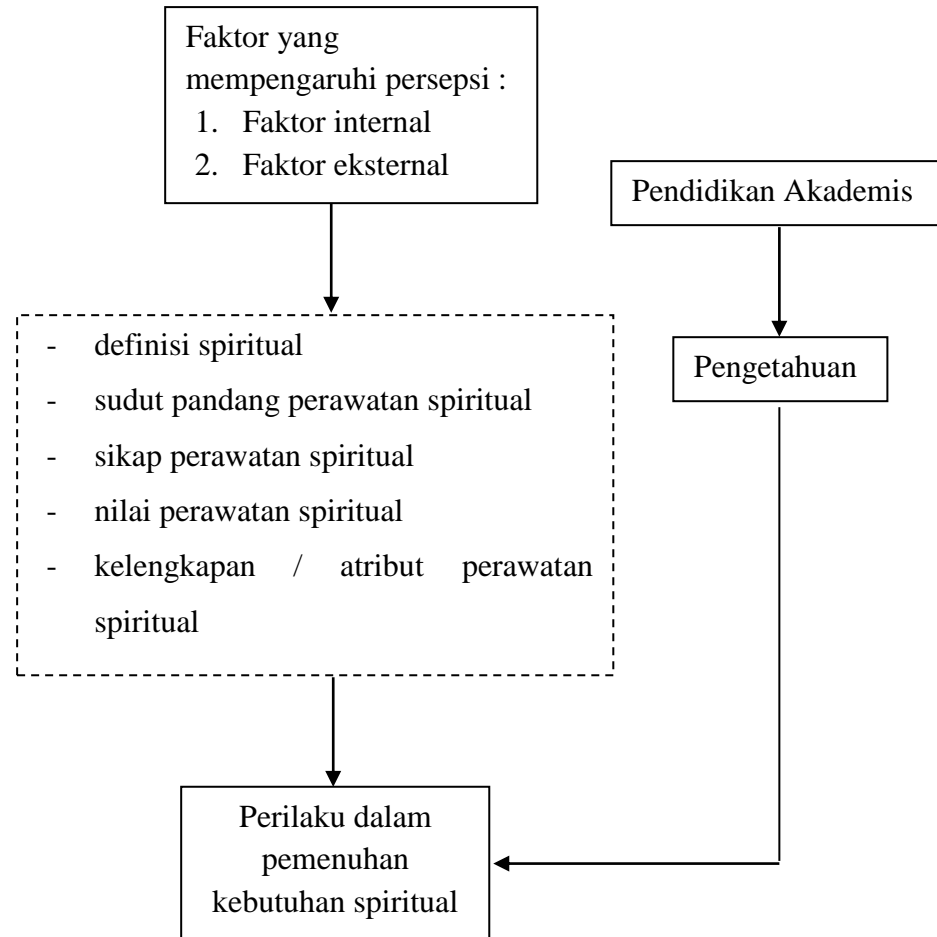 Faktor yang
mempengaruhi persepsi :
1. Faktor internal
2. Faktor eksternal
Pendidikan Akademis
- definisi spiritual
- sudut pandang perawatan spiritual
- sikap perawatan spiritual
- nilai perawatan spiritual
- kelengkapan / atribut perawatan
spiritual
Pengetahuan
Perilaku dalam
pemenuhan
kebutuhan spiritual